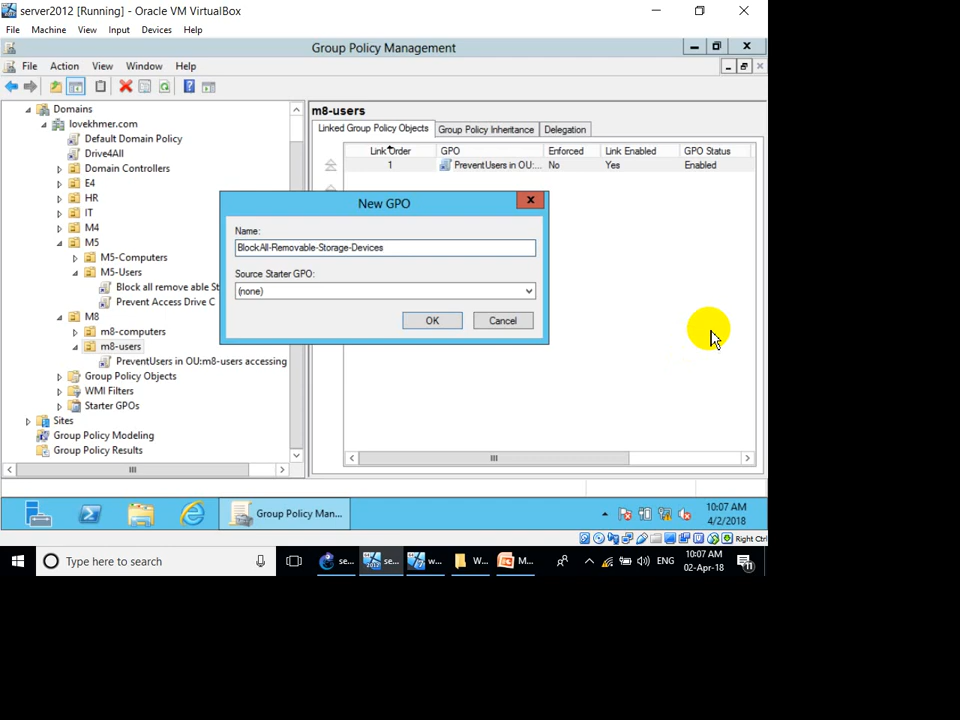 server2012 [Running] - Oracle VM VirtualBox
File Machine View Input Devices Help
Group Policy Management
File Action View Window Help
Domains
lovekhmer.com
Default Domain Policy
Drive4All
Domain Controllers
E4
HR
IT
M4
M5
M5-Computers
M5-Users
Block all remove able St
Prevent Access Drive C
M8
m8-computers
m8-users
PreventUsers in OU:m8-users accessing
Group Policy Objects
WMI Filters
Starter GPOs
Sites
Group Policy Modeling
Group Policy Results
m8-users
Linked Group Policy Objects Group Policy Inheritance Delegation
Link Order GPO Enforced Link Enabled GPO Status
1 PreventUsers in OU:... No Yes Enabled
New GPO
Name:
BlockAll-Removable-Storage-Devices
Source Starter GPO:
(none)
OK Cancel
Group Policy Man...
10:07 AM
4/2/2018
Right Ctrl
Type here to search
se...
se...
w...
W...
M...
ENG
10:07 AM
02-Apr-18
11